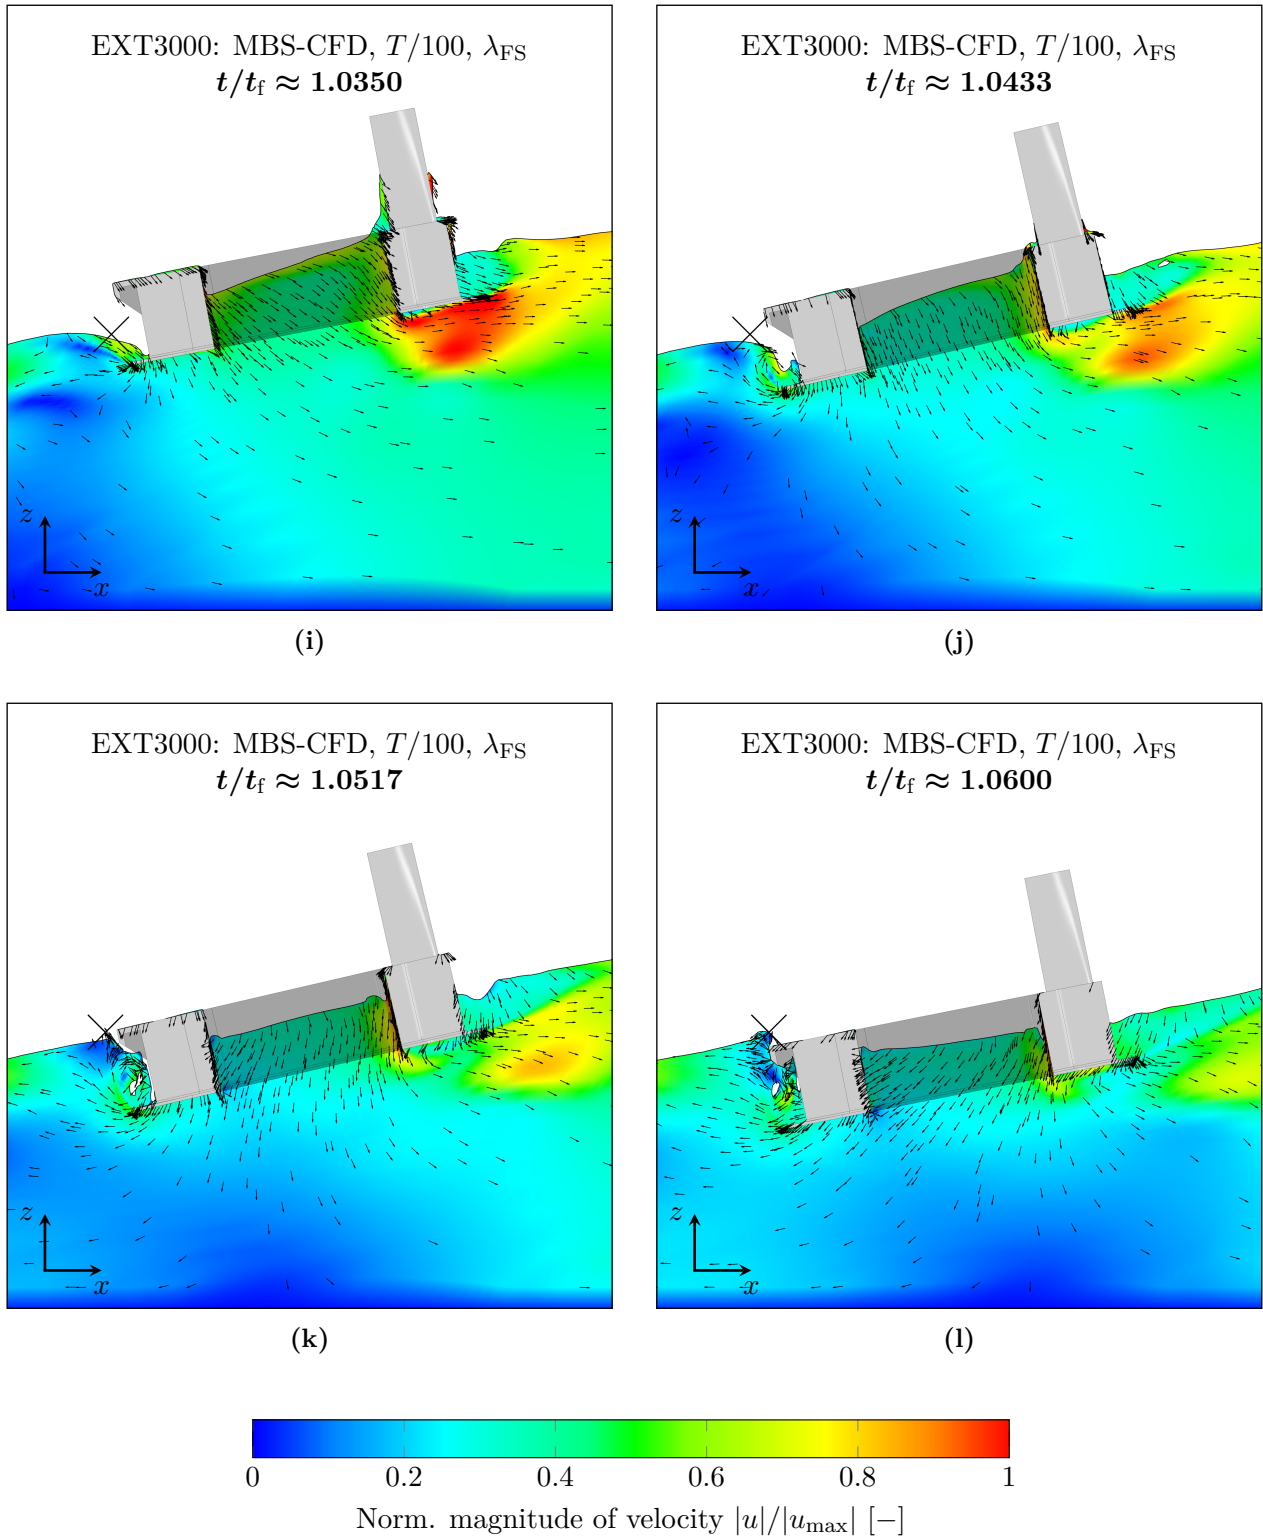 EXT3000: MBS-CFD, T/100, λFS
t/tf ≈ 1.0350
z
x
(i)
EXT3000: MBS-CFD, T/100, λFS
t/tf ≈ 1.0433
z
x
(j)
EXT3000: MBS-CFD, T/100, λFS
t/tf ≈ 1.0517
z
x
(k)
EXT3000: MBS-CFD, T/100, λFS
t/tf ≈ 1.0600
z
x
(l)
0 0.2 0.4 0.6 0.8 1
Norm. magnitude of velocity |u|/|umax| [−]